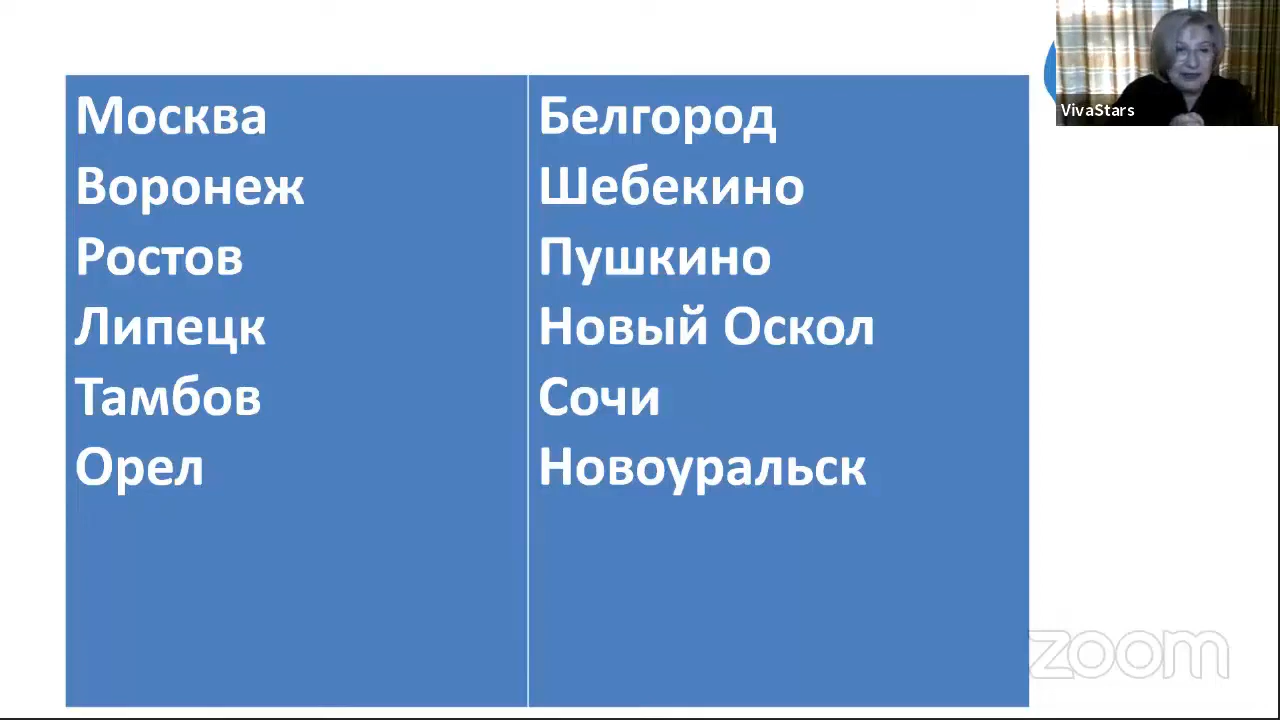 Москва
Воронеж
Ростов
Липецк
Тамбов
Орел
Белгород
Шебекино
Пушкино
Новый Оскол
Сочи
Новоуральск
VivaStars
zoom